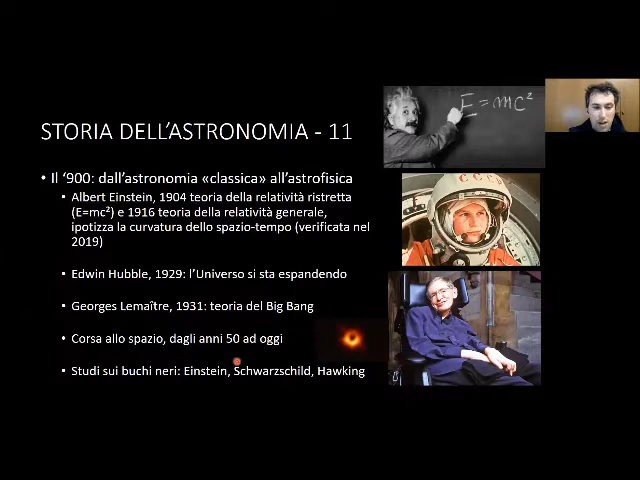 STORIA DELL'ASTRONOMIA - 11
• Il '900: dall'astronomia «classica» all'astrofisica
• Albert Einstein, 1904 teoria della relatività ristretta
(E=mc²) e 1916 teoria della relatività generale,
ipotizza la curvatura dello spazio-tempo (verificata nel
2019)
• Edwin Hubble, 1929: l'Universo si sta espandendo
• Georges Lemaître, 1931: teoria del Big Bang
• Corsa allo spazio, dagli anni 50 ad oggi
• Studi sui buchi neri: Einstein, Schwarzschild, Hawking
E=mc²
CCCP